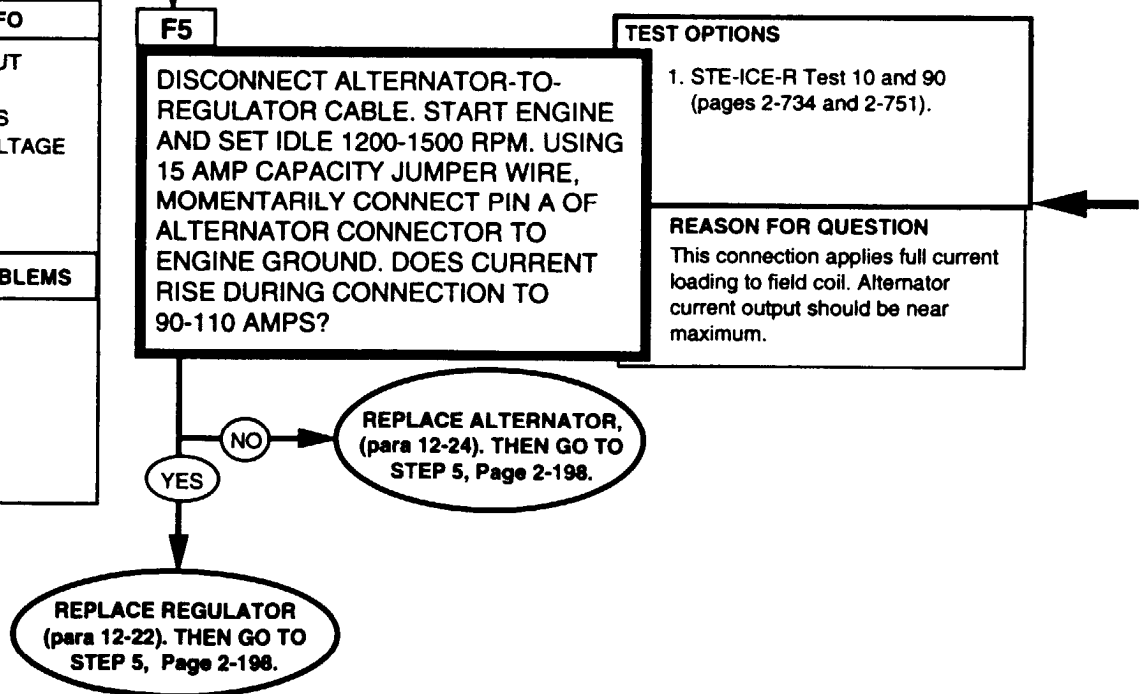 FO
UT
S
LTAGE
BLEMS
F5
DISCONNECT ALTERNATOR-TO-
REGULATOR CABLE. START ENGINE
AND SET IDLE 1200-1500 RPM. USING
15 AMP CAPACITY JUMPER WIRE,
MOMENTARILY CONNECT PIN A OF
ALTERNATOR CONNECTOR TO
ENGINE GROUND. DOES CURRENT
RISE DURING CONNECTION TO
90-110 AMPS?
TEST OPTIONS
1. STE-ICE-R Test 10 and 90
(pages 2-734 and 2-751).
REASON FOR QUESTION
This connection applies full current
loading to field coil. Alternator
current output should be near
maximum.
NO
REPLACE ALTERNATOR,
(para 12-24). THEN GO TO
STEP 5, Page 2-198.
YES
REPLACE REGULATOR
(para 12-22). THEN GO TO
STEP 5, Page 2-198.